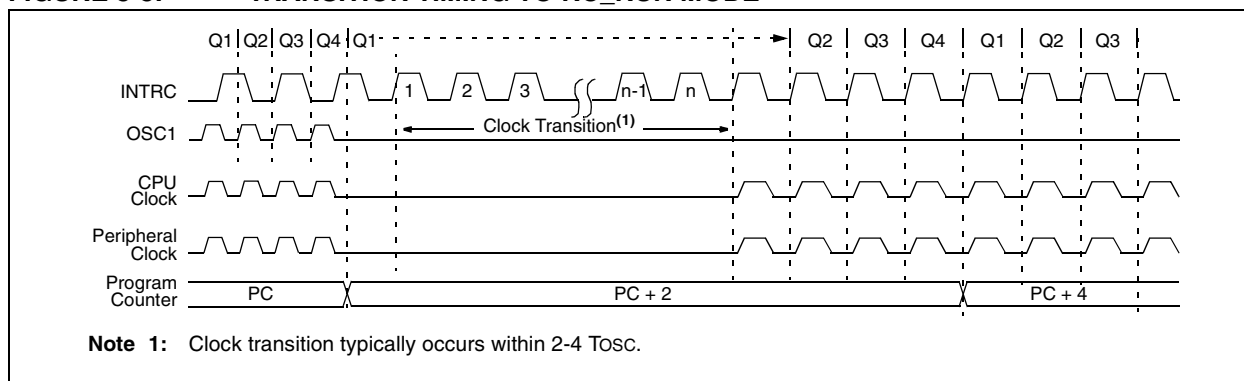 FIGURE TRANSITION TIMING TO RC_RUN MODE
Q1 Q2 Q3 Q4 Q1 Q2 Q3 Q4 Q1 Q2 Q3
INTRC 1 2 3 n-1 n
OSC1 Clock Transition(1)
CPU
Clock
Peripheral
Clock
Program
Counter PC PC + 2 PC + 4
Note 1: Clock transition typically occurs within 2-4 TOSC.